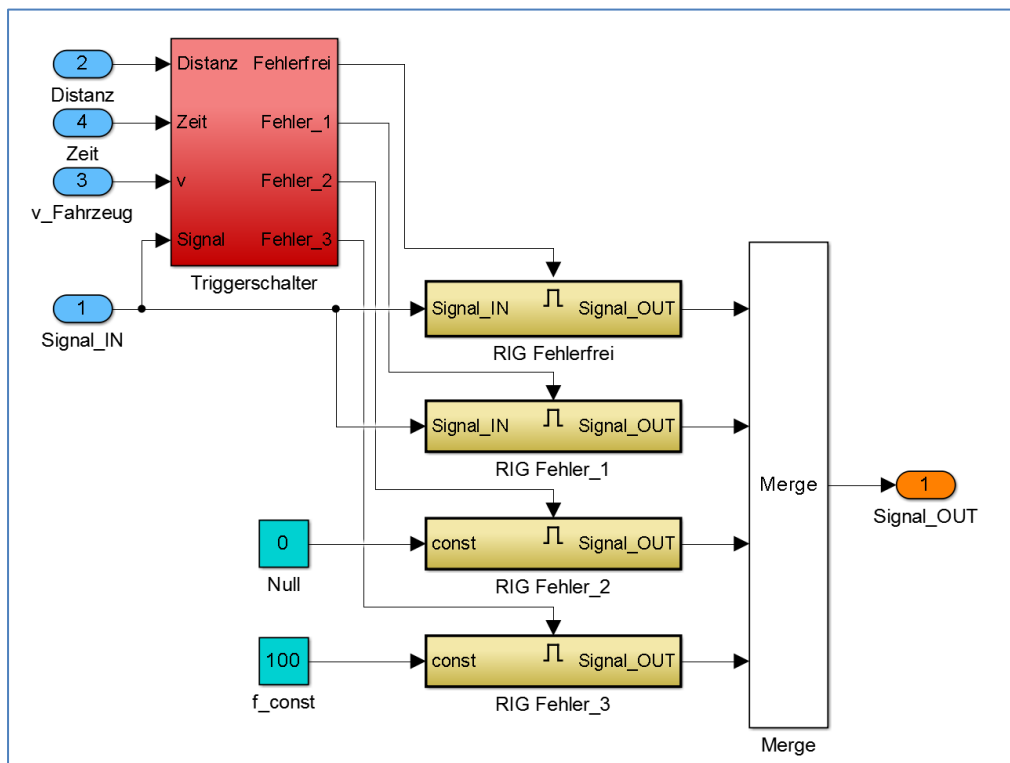 2
Distanz
4
Zeit
3
v_Fahrzeug
1
Signal_IN
Distanz Fehlerfrei
Zeit Fehler_1
v Fehler_2
Signal Fehler_3
Triggerschalter
Signal_IN Signal_OUT
RIG Fehlerfrei
Signal_IN Signal_OUT
RIG Fehler_1
0
Null
const Signal_OUT
RIG Fehler_2
100
f_const
const Signal_OUT
RIG Fehler_3
Merge
Merge
1
Signal_OUT